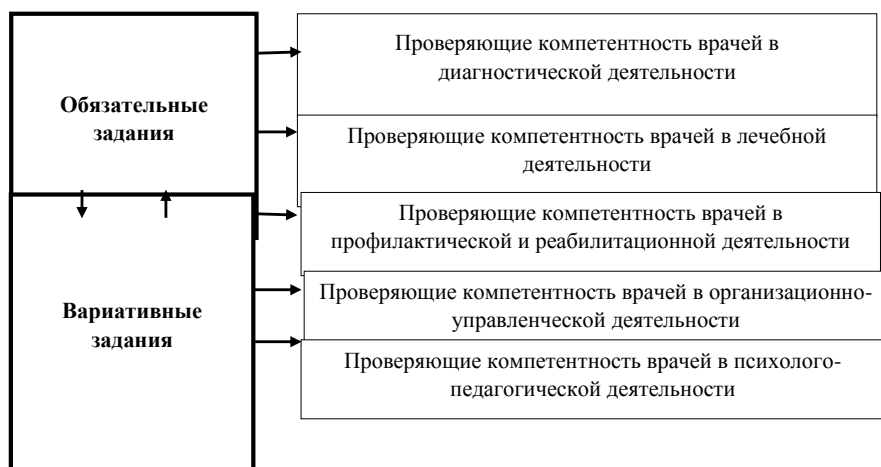 Обязательные
задания
Проверяющие компетентность врачей в
диагностической деятельности
Проверяющие компетентность врачей в лечебной
деятельности
Проверяющие компетентность врачей в
профилактической и реабилитационной деятельности
Вариативные
задания
Проверяющие компетентность врачей в организационно-
управленческой деятельности
Проверяющие компетентность врачей в психолого-
педагогической деятельности